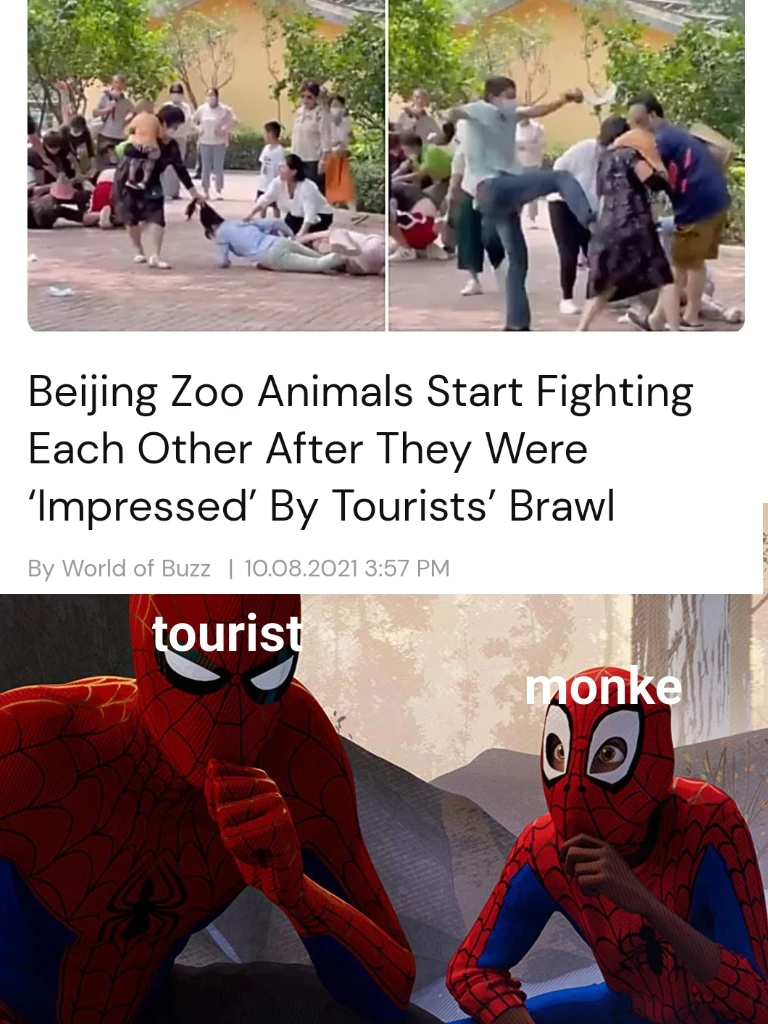 Beijing Zoo Animals Start Fighting
Each Other After They Were
‘Impressed’ By Tourists’ Brawl
By World of Buzz | 10.08.2021 3:57 PM
tourist
monke